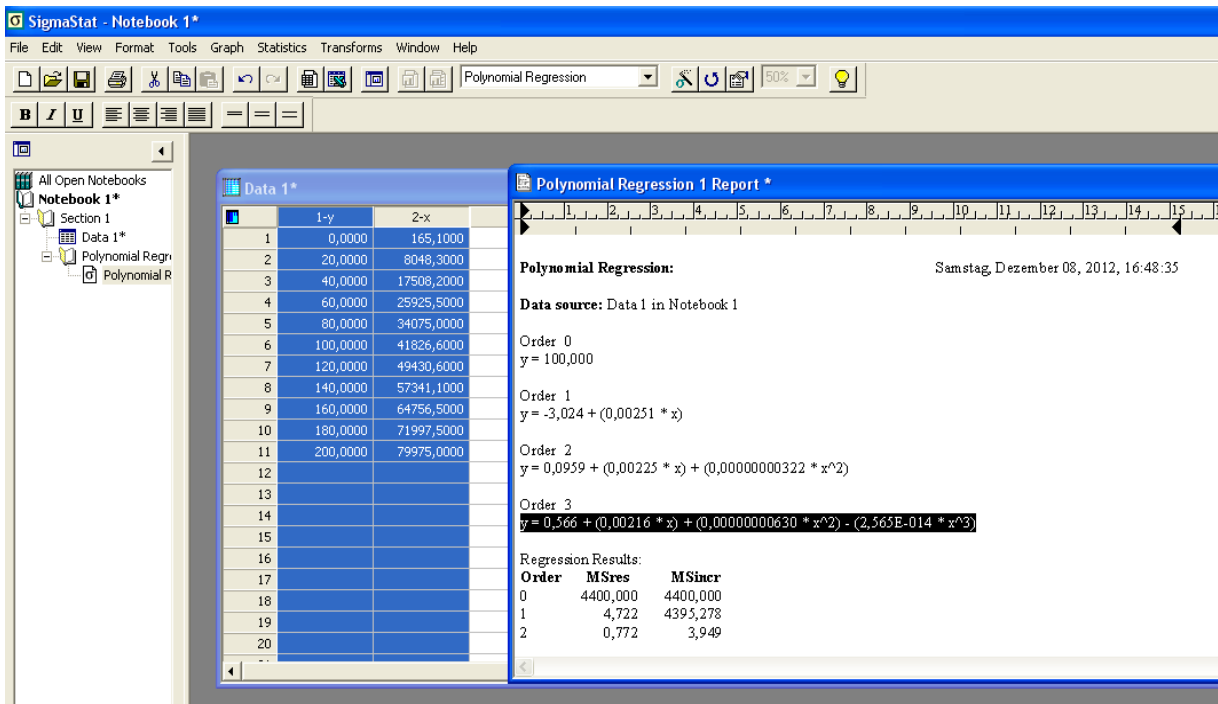 SigmaStat - Notebook 1*
File Edit View Format Tools Graph Statistics Transforms Window Help
Polynomial Regression 50%
B I U
All Open Notebooks
Notebook 1*
Section 1
Data 1*
Polynomial Regr
Polynomial R
Data 1*
1-y 2-x
1 0,0000 165,1000
2 20,0000 8048,3000
3 40,0000 17508,2000
4 60,0000 25925,5000
5 80,0000 34075,0000
6 100,0000 41826,6000
7 120,0000 49430,6000
8 140,0000 57341,1000
9 160,0000 64756,5000
10 180,0000 71997,5000
11 200,0000 79975,0000
12
13
14
15
16
17
18
19
20
Polynomial Regression 1 Report *
1 2 3 4 5 6 7 8 9 10 11 12 13 14 15
Polynomial Regression: Samstag, Dezember 08, 2012, 16:48:35
Data source: Data 1 in Notebook 1
Order 0
y = 100,000
Order 1
y = -3,024 + (0,00251 * x)
Order 2
y = 0,0959 + (0,00225 * x) + (0,00000000322 * x^2)
Order 3
y = 0,566 + (0,00216 * x) + (0,00000000630 * x^2) - (2,565E-014 * x^3)
Regression Results:
Order MSres MSincr
0 4400,000 4400,000
1 4,722 4395,278
2 0,772 3,949